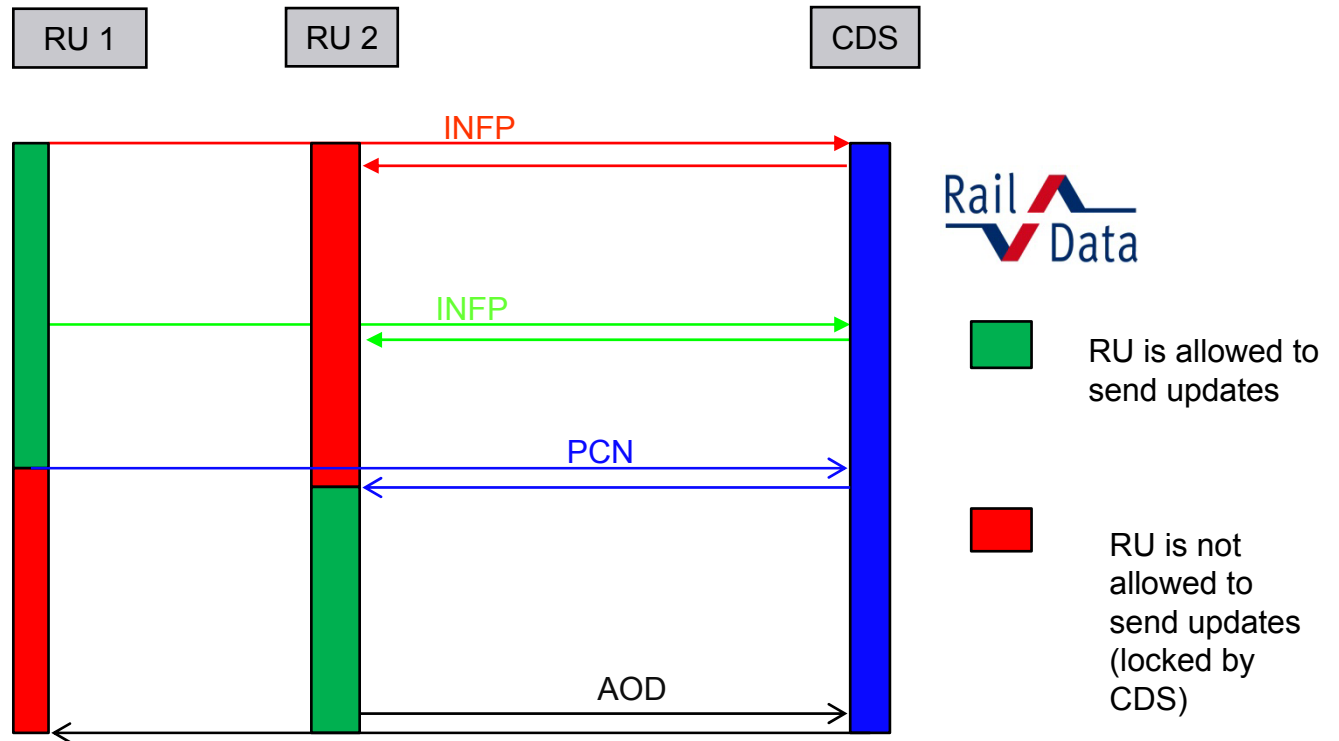 RU 1
RU 2
CDS
INFP
Rail
Data
INFP
RU is allowed to
send updates
PCN
RU is not
allowed to
send updates
(locked by
CDS)
AOD